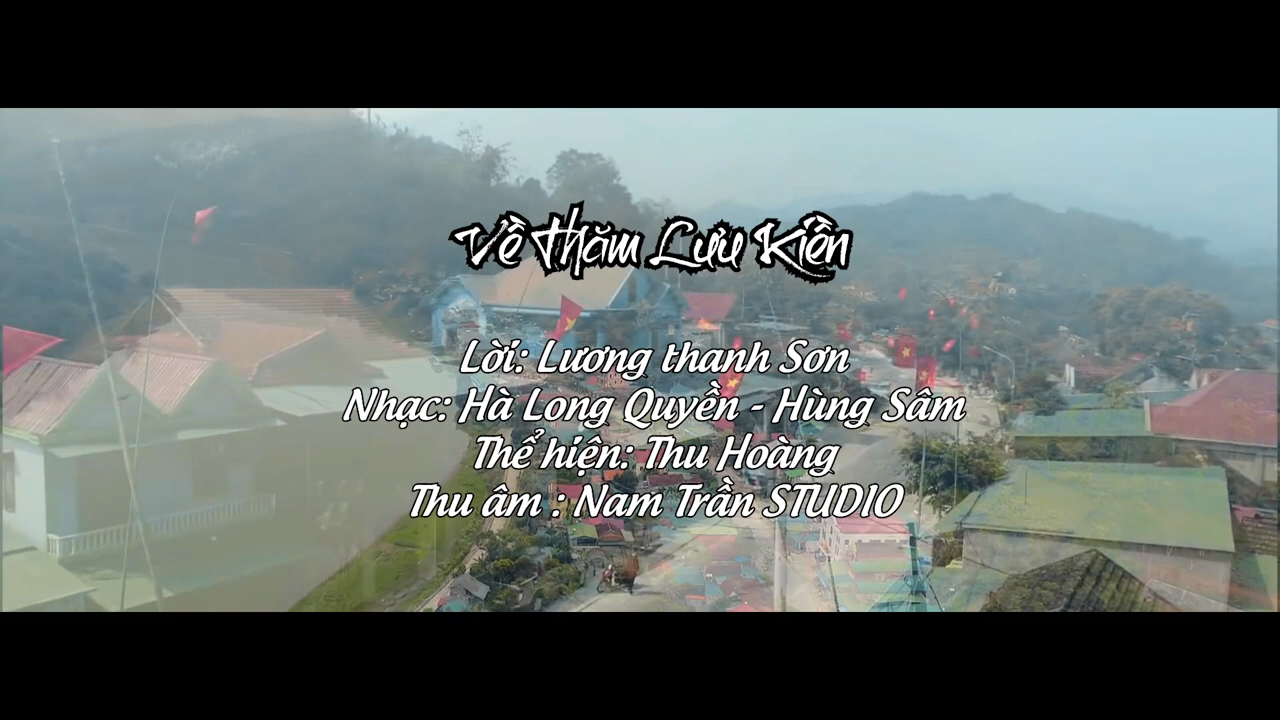 Về thăm Lưu Kiền
Lời: Lương thanh Sơn
Nhạc: Hà Long Quyền - Hùng Sâm
Thể hiện: Thu Hoàng
Thu âm : Nam Trần STUDIO